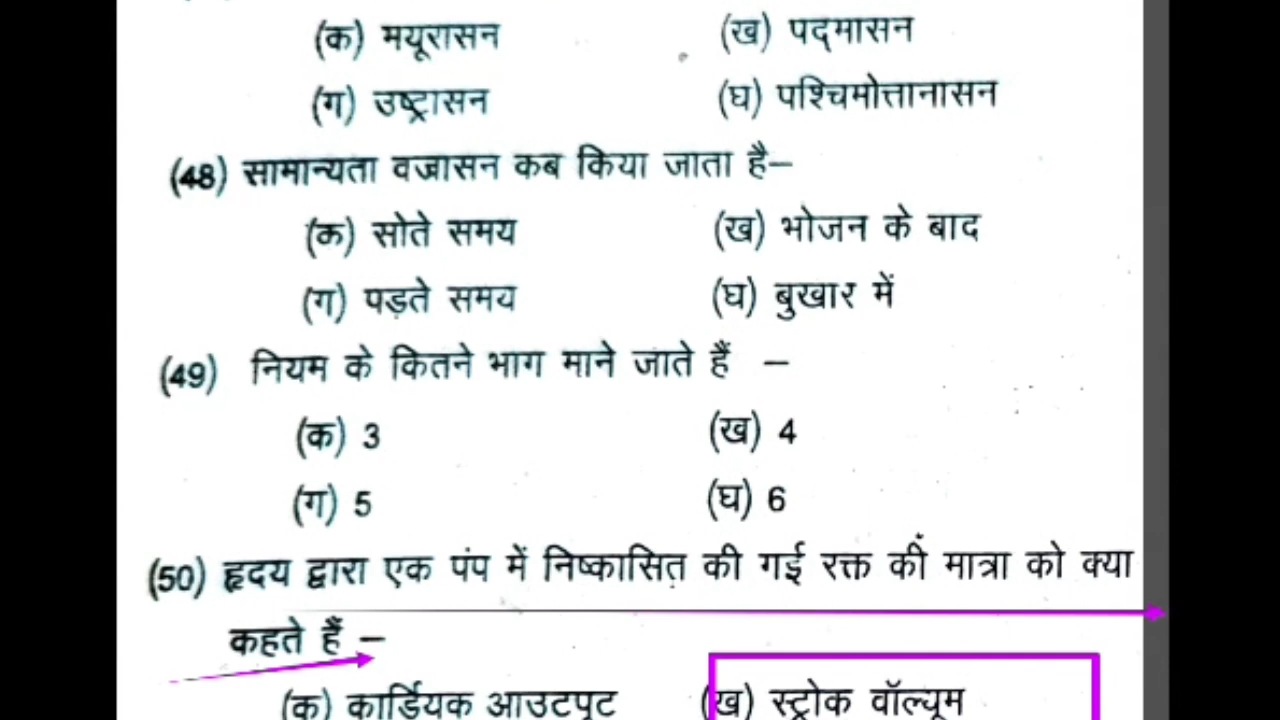 (क) मयूरासन (ख) पद्मासन
(ग) उष्ट्रासन (घ) पश्चिमोत्तानासन
(48) सामान्यता वज्रासन कब किया जाता है–
(क) सोते समय (ख) भोजन के बाद
(ग) पड़ते समय (घ) बुखार में
(49) नियम के कितने भाग माने जाते हैं –
(क) 3 (ख) 4
(ग) 5 (घ) 6
(50) हृदय द्वारा एक पंप में निष्कासित की गई रक्त की मात्रा को क्या
कहते हैं –
(क) कार्डियक आउटपुट (ख) स्ट्रोक वॉल्यूम